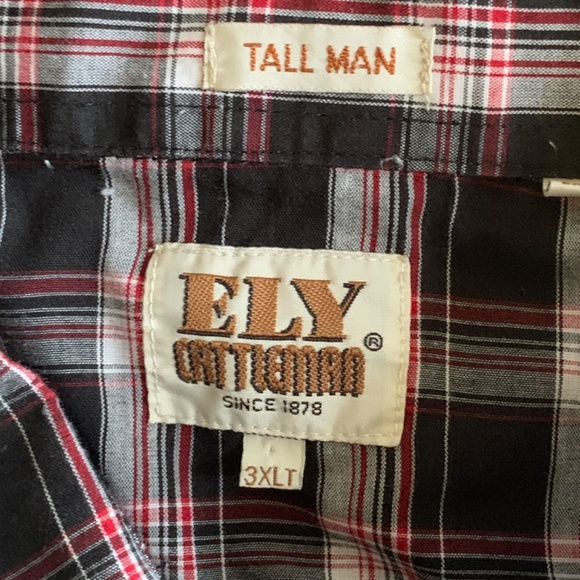 TALL MAN
ELY
CATTLEMAN
®
SINCE 1878
3XLT